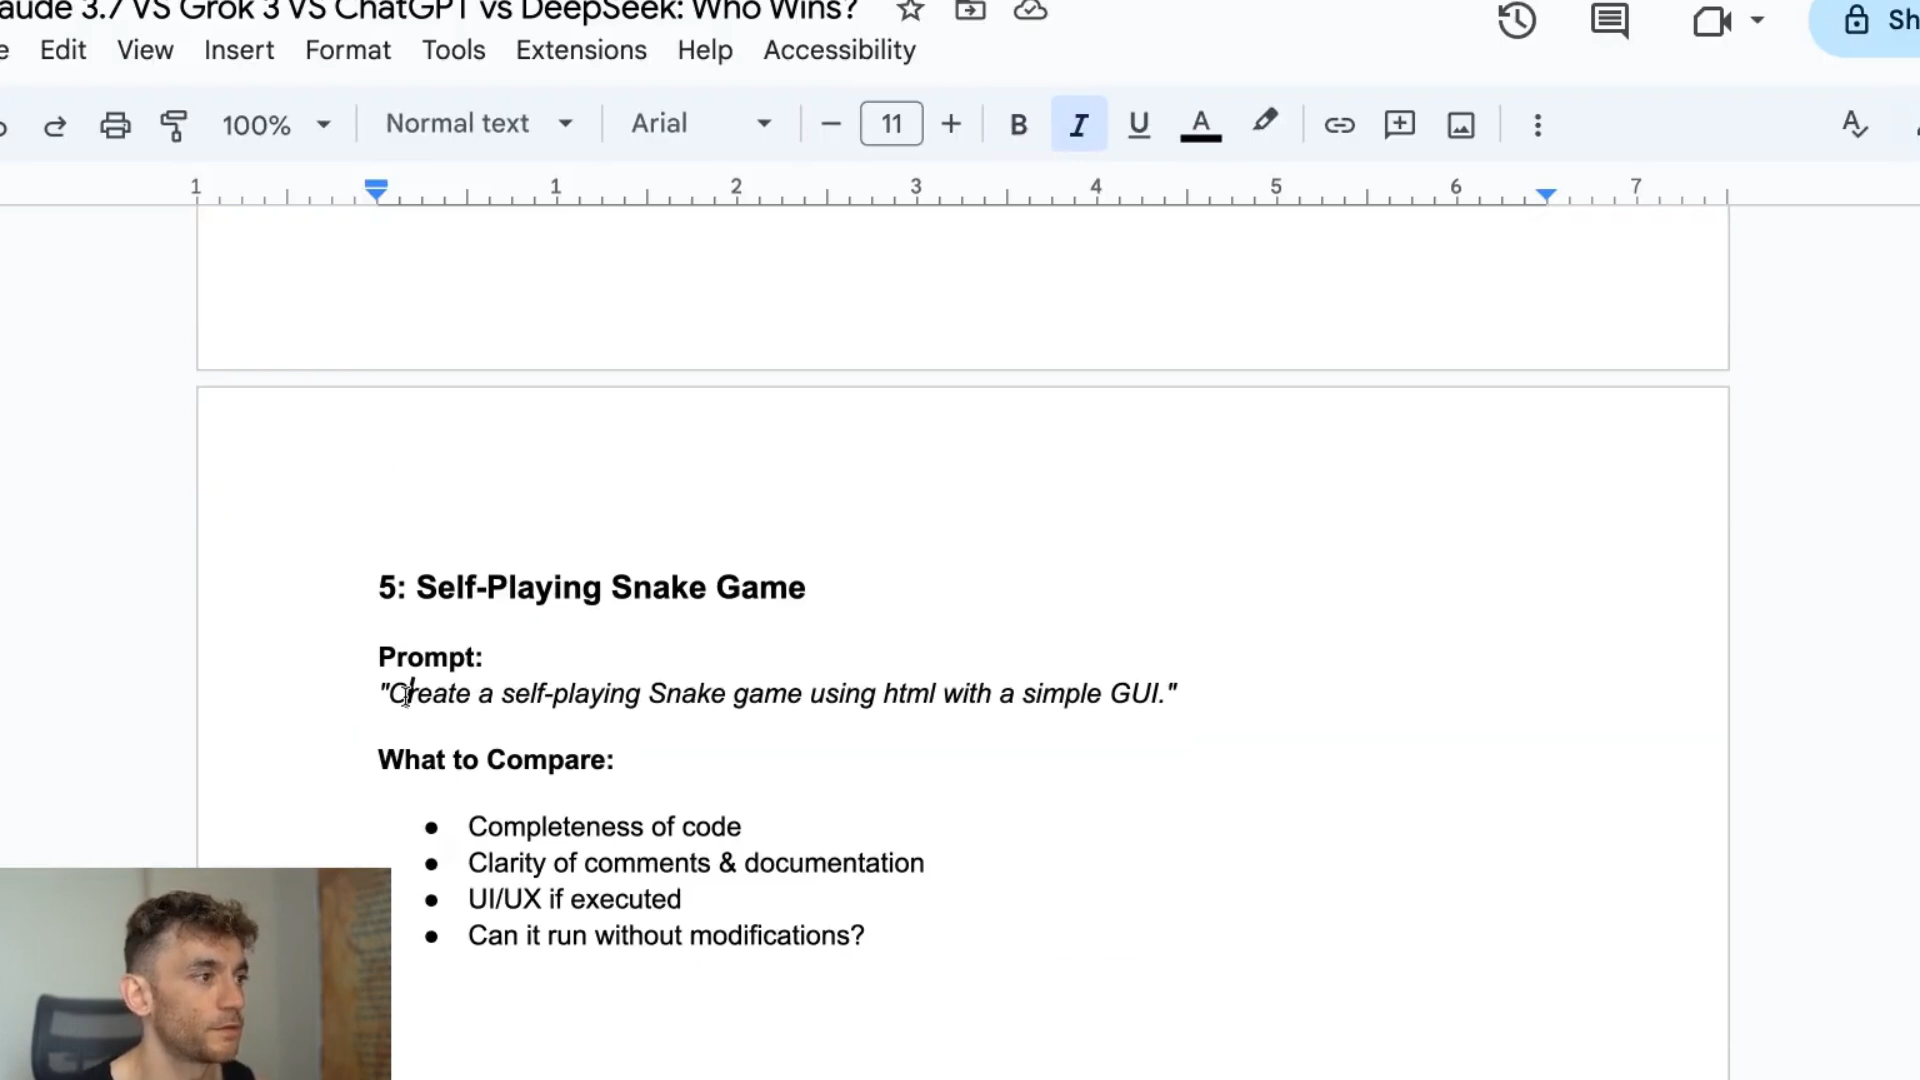 aude 3.7 VS Grok 3 VS ChatGPT vs DeepSeek: Who Wins?
e Edit View Insert Format Tools Extensions Help Accessibility
Sh
100% Normal text Arial 11 B I U A
1 1 2 3 4 5 6 7
5: Self-Playing Snake Game
Prompt:
"Create a self-playing Snake game using html with a simple GUI."
What to Compare:
● Completeness of code
● Clarity of comments & documentation
● UI/UX if executed
● Can it run without modifications?